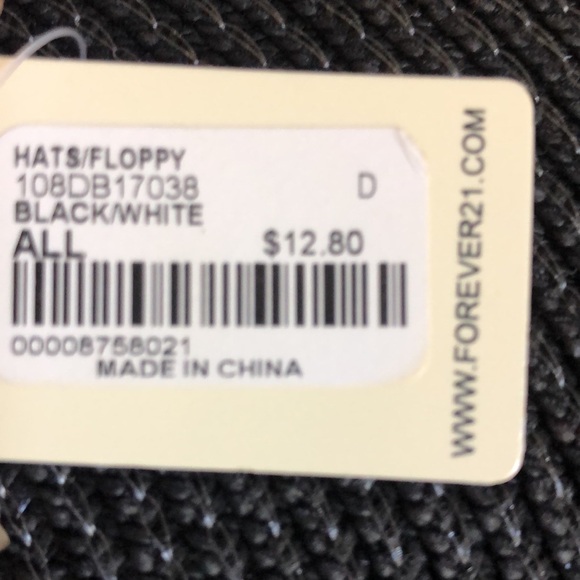 HATS/FLOPPY
108DB17038 D
BLACK/WHITE
ALL $12.80
00008758021
MADE IN CHINA
WWW.FOREVER21.COM